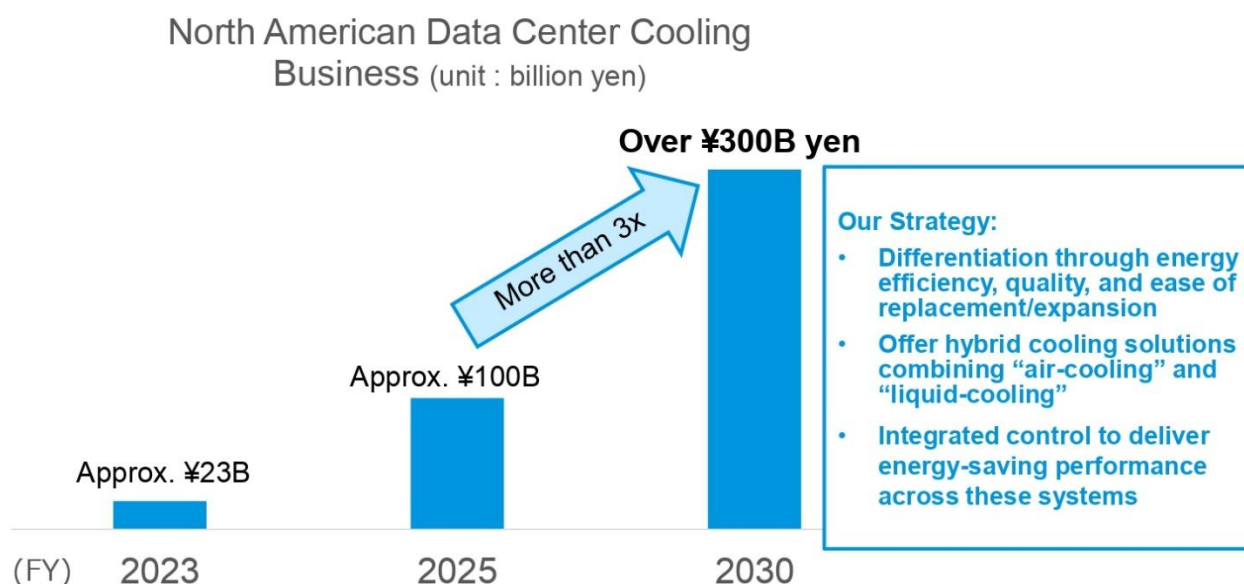 North American Data Center Cooling
Business (unit : billion yen)
Over ¥300B yen
More than 3x
Approx. ¥100B
Approx. ¥23B
(FY) 2023 2025 2030
Our Strategy:
• Differentiation through energy
efficiency, quality, and ease of
replacement/expansion
• Offer hybrid cooling solutions
combining “air-cooling” and
“liquid-cooling”
• Integrated control to deliver
energy-saving performance
across these systems